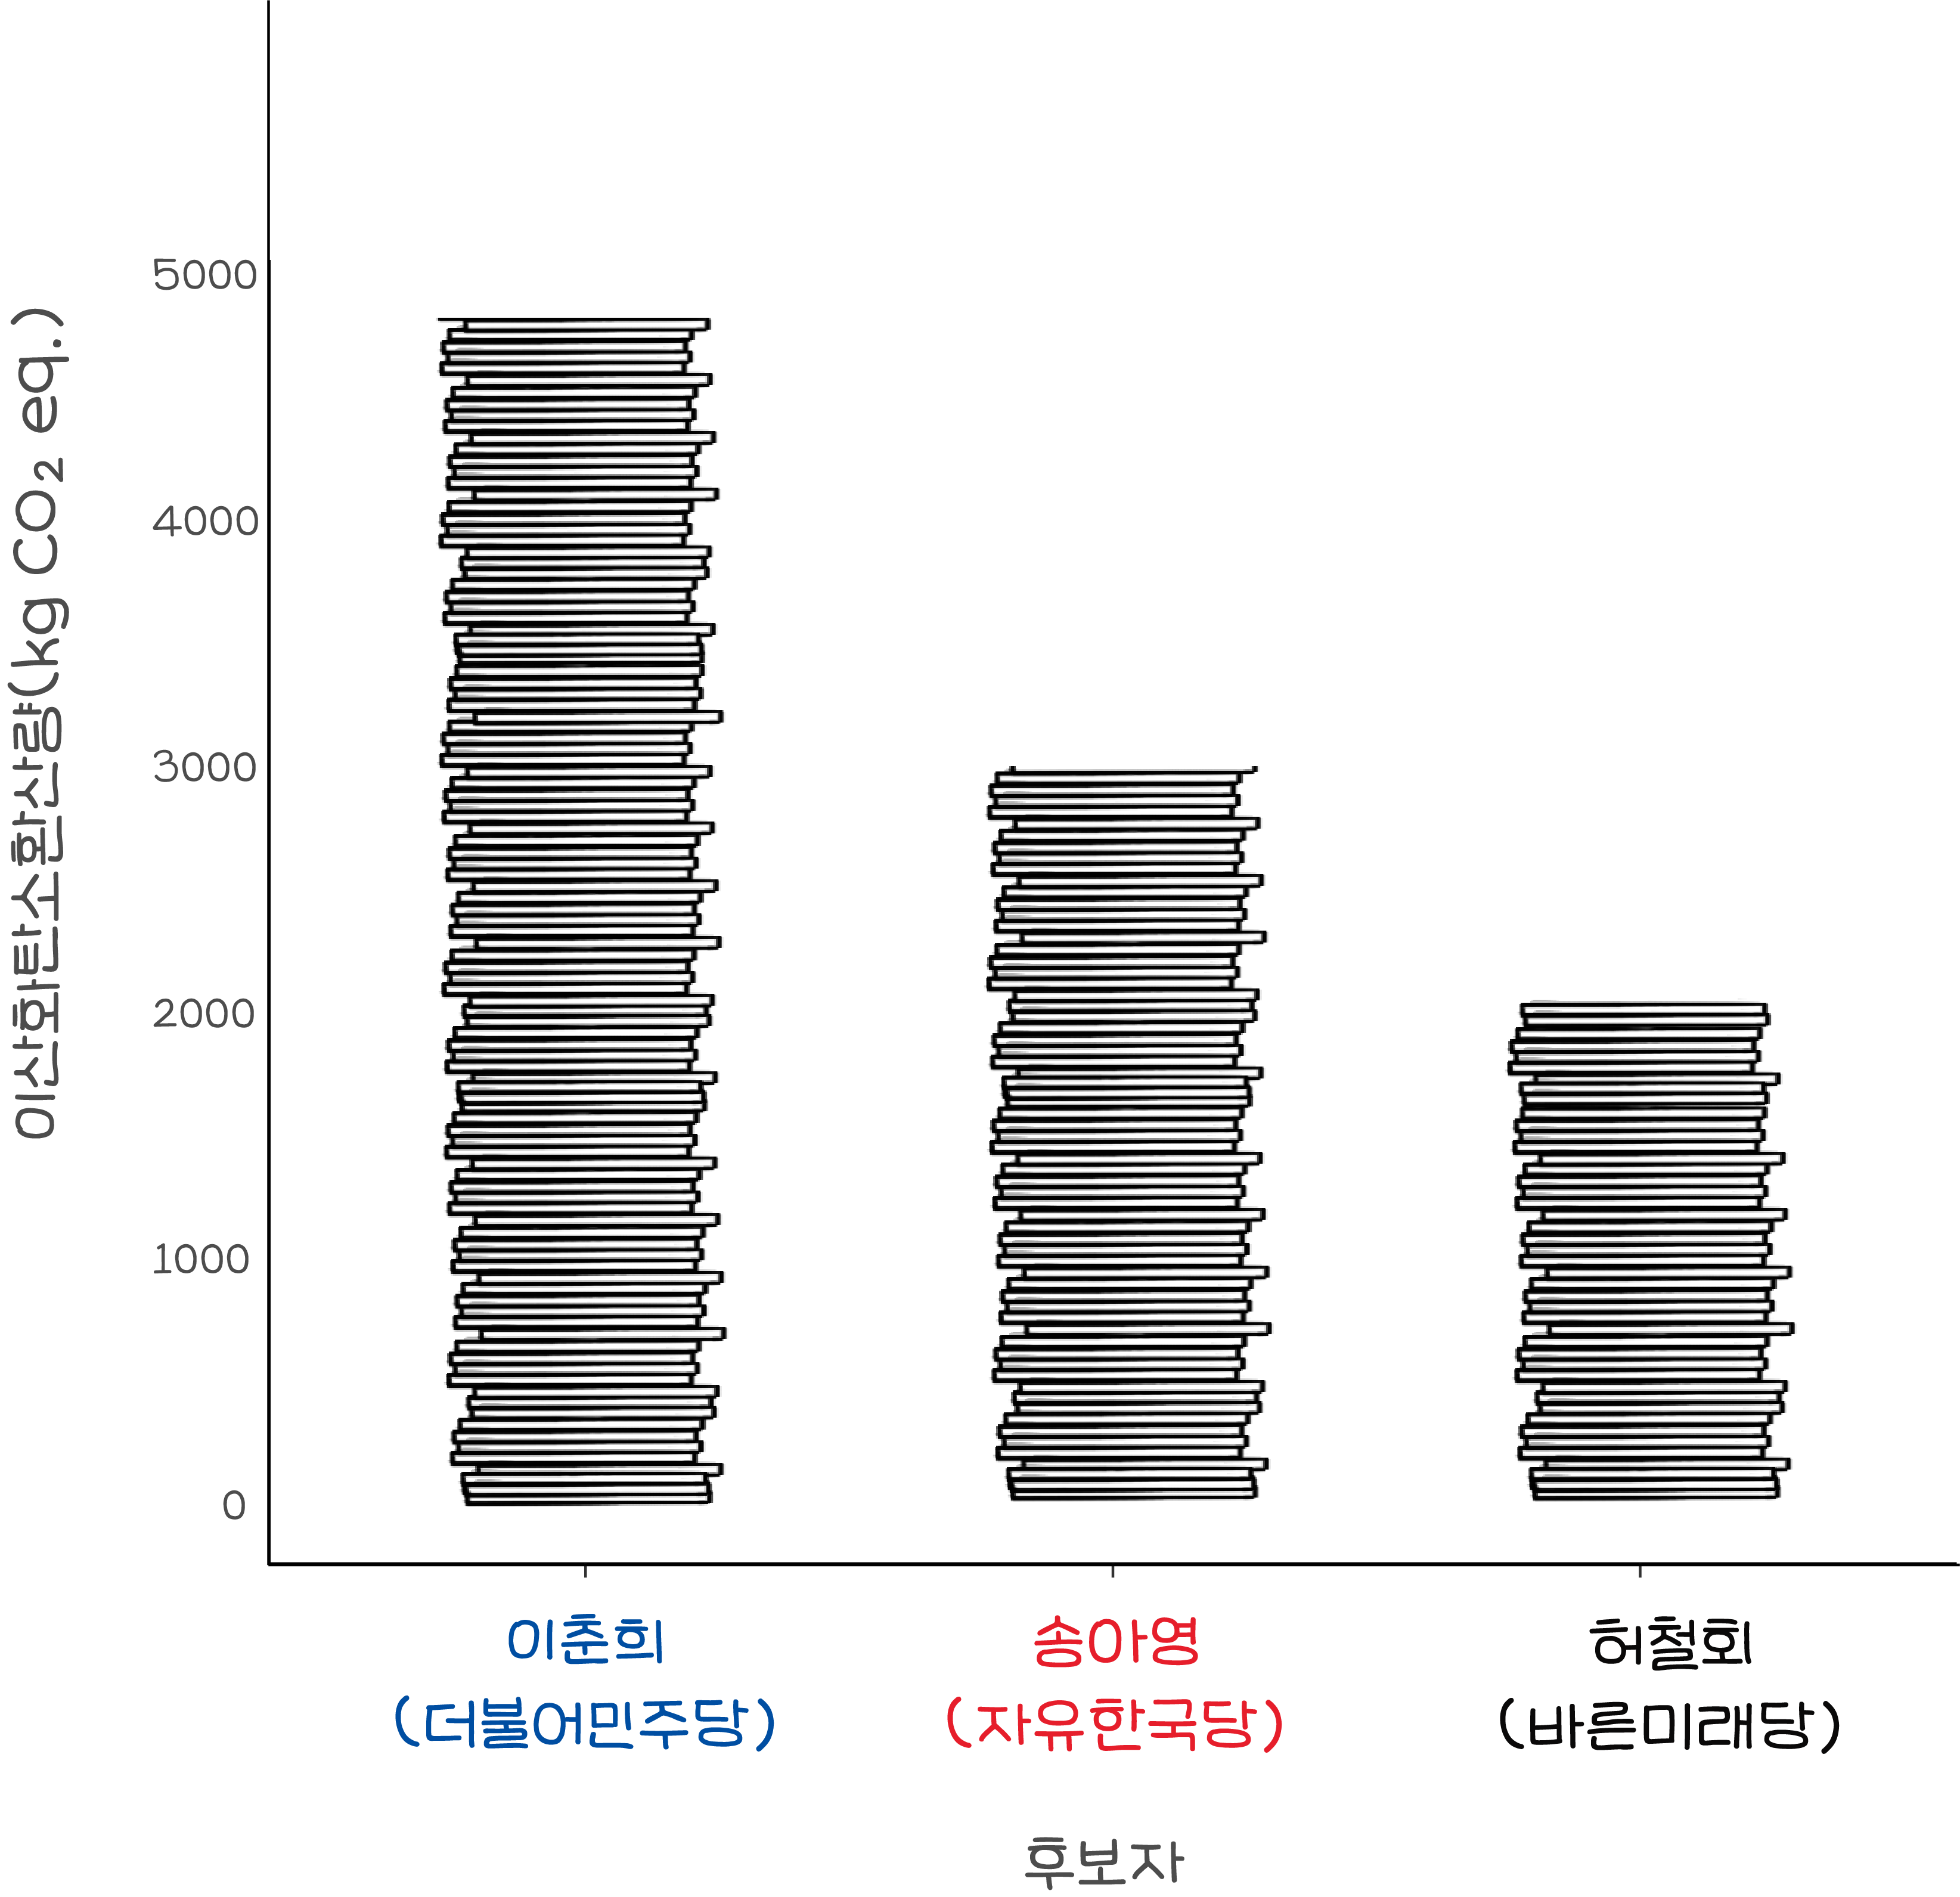 이산화탄소환산량(kg CO₂ eq.)
5000
4000
3000
2000
1000
0
이춘희
(더불어민주당)
송아영
(자유한국당)
허철회
(바른미래당)
후보자